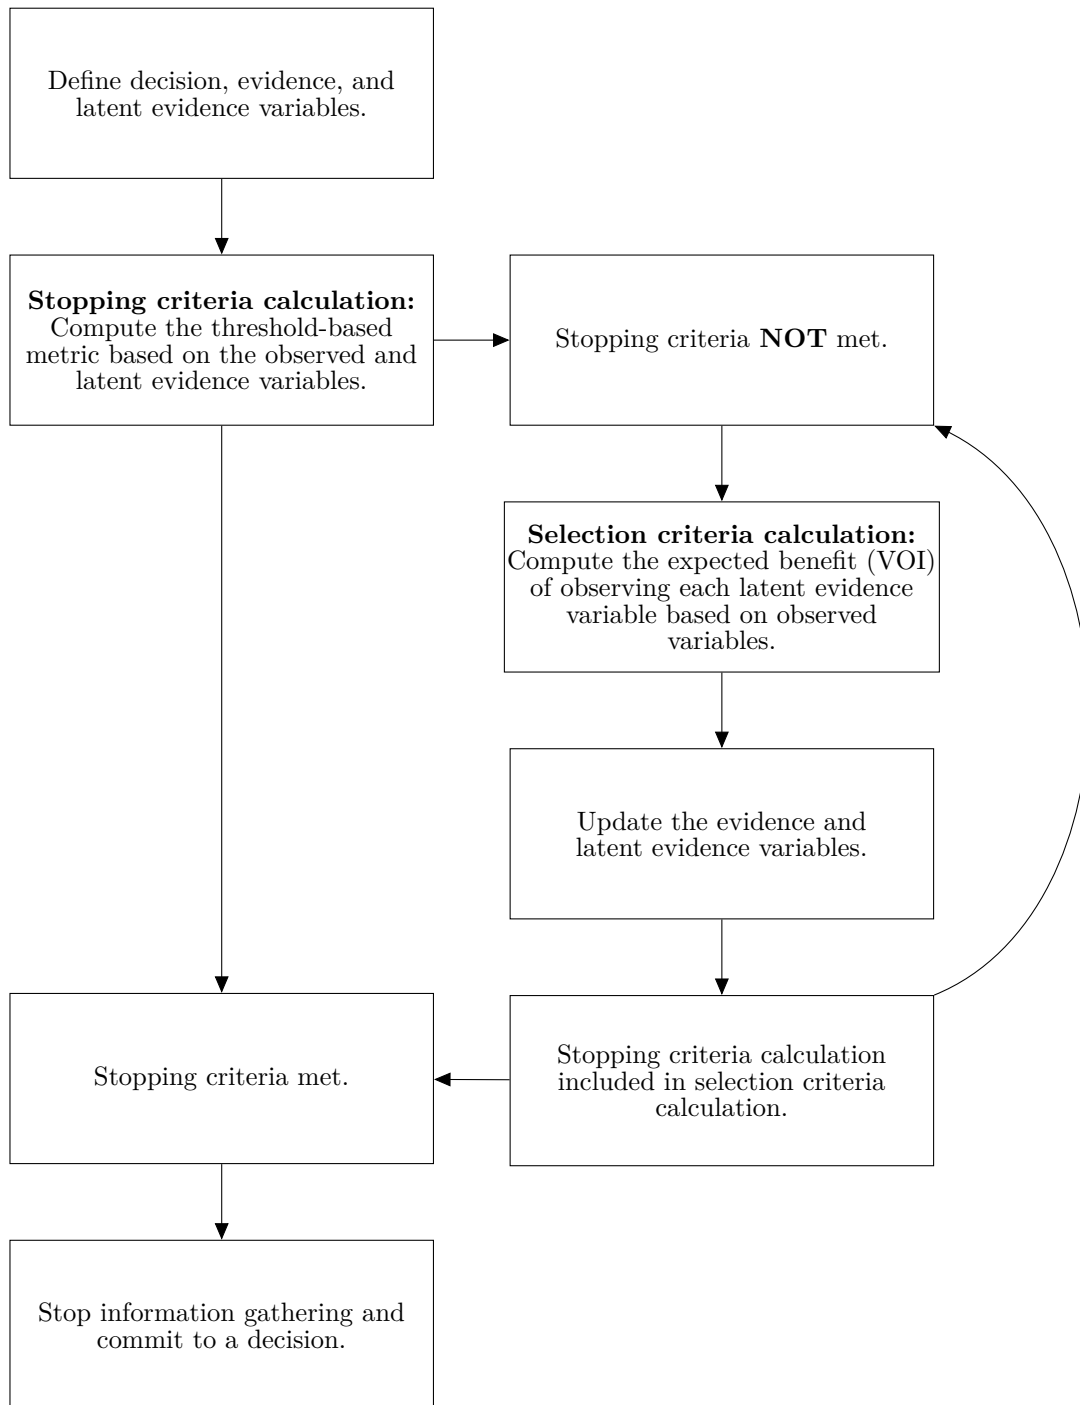 Define decision, evidence, and
latent evidence variables.
Stopping criteria calculation:
Compute the threshold-based
metric based on the observed and
latent evidence variables.
Stopping criteria NOT met.
Selection criteria calculation:
Compute the expected benefit (VOI)
of observing each latent evidence
variable based on observed
variables.
Update the evidence and
latent evidence variables.
Stopping criteria met.
Stopping criteria calculation
included in selection criteria
calculation.
Stop information gathering and
commit to a decision.